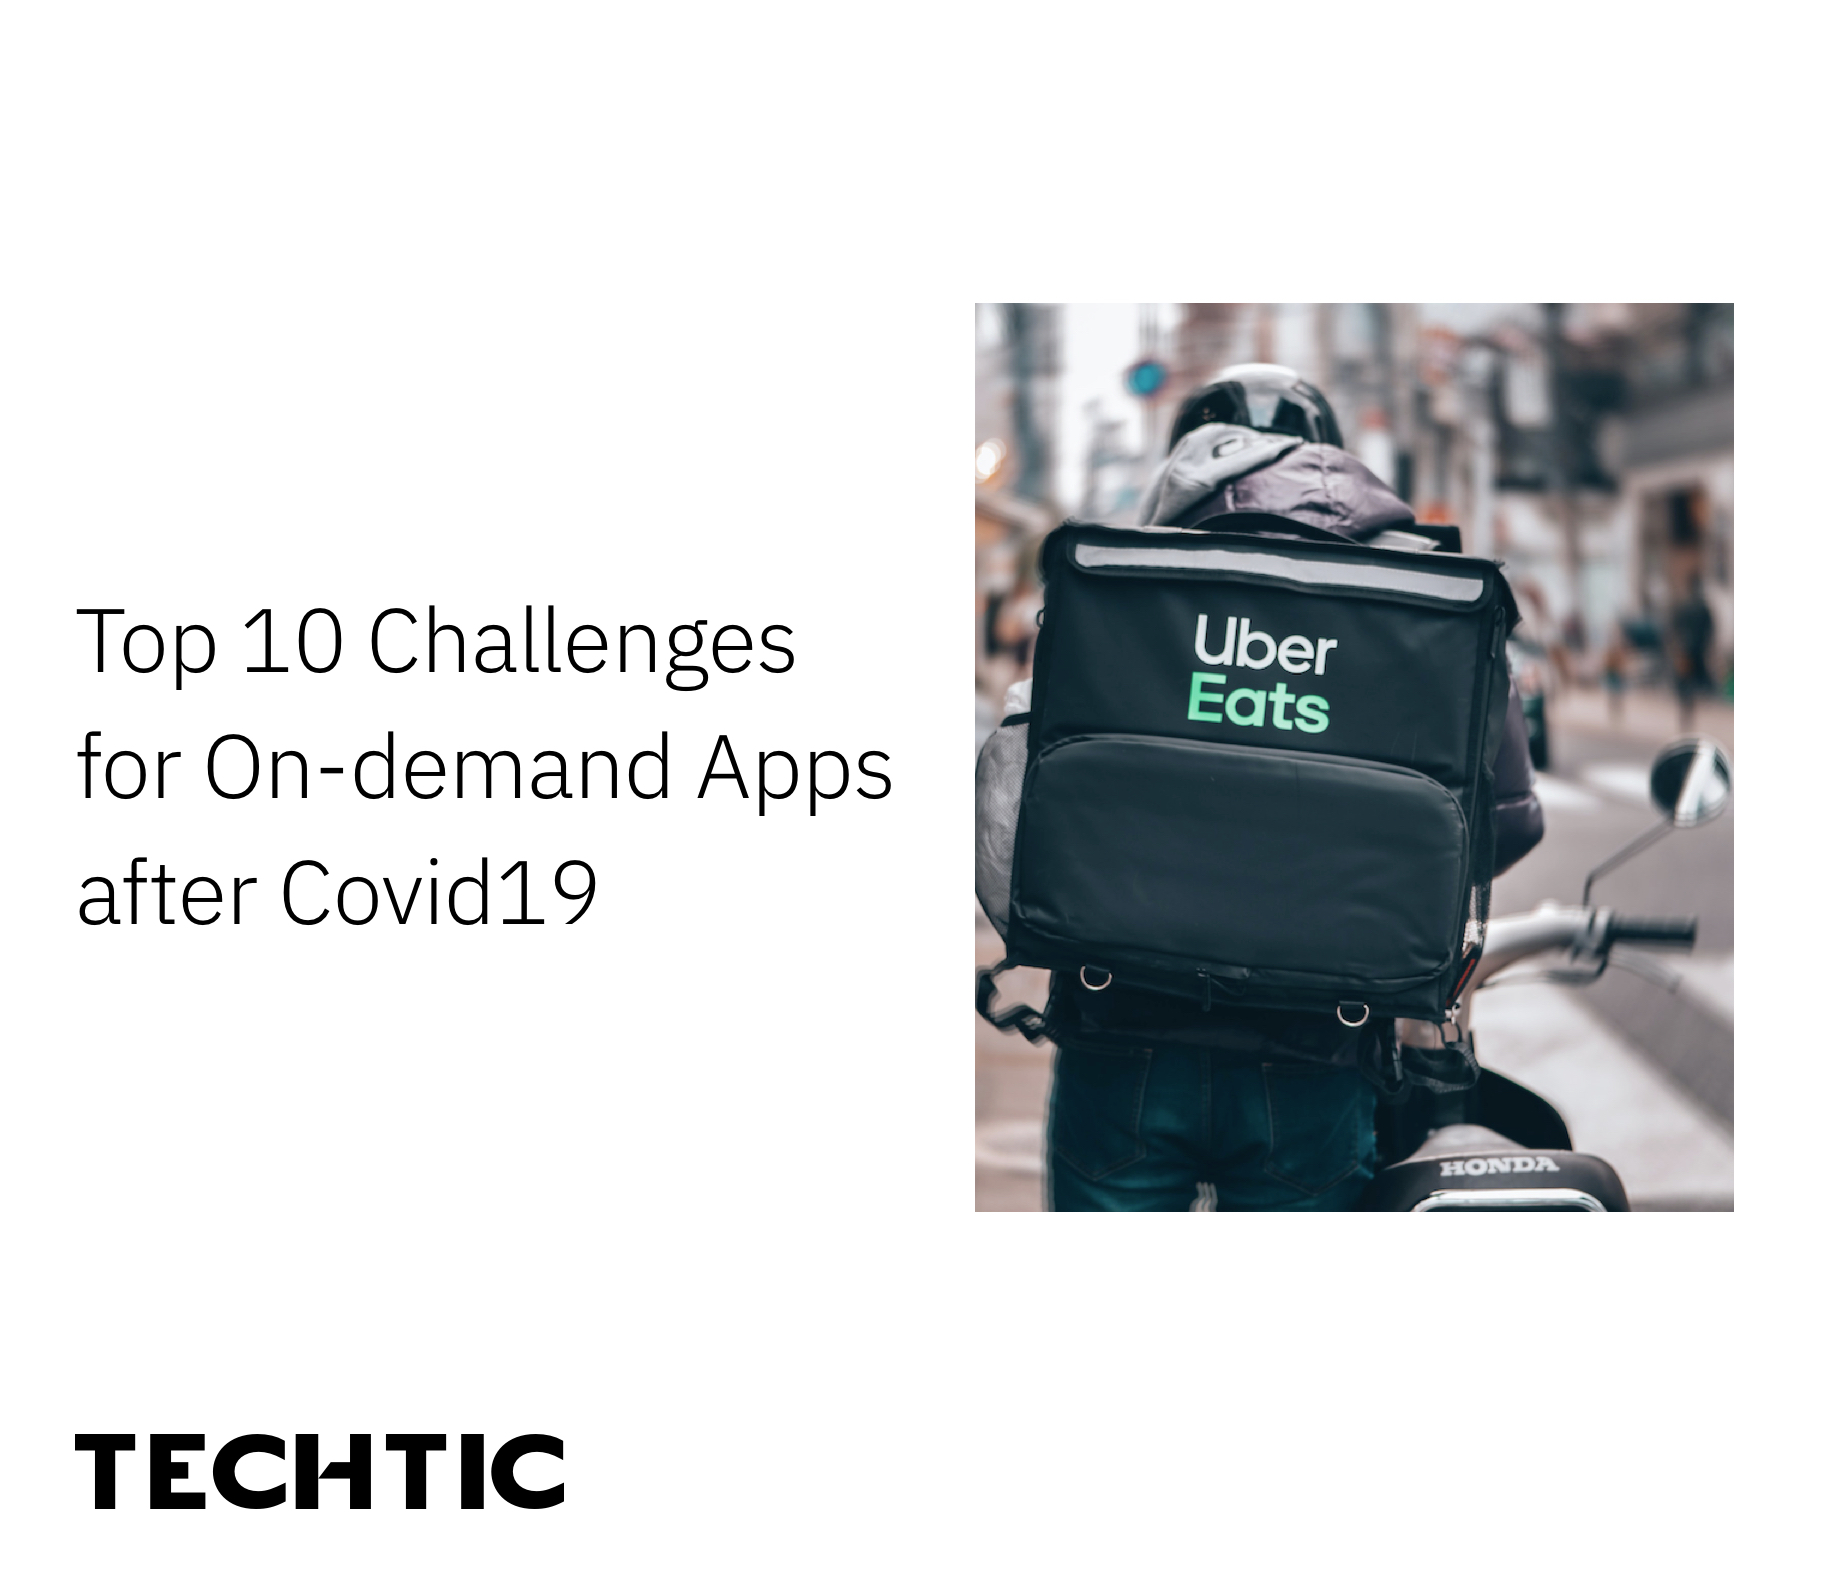 Top 10 Challenges
for On-demand Apps
after Covid19
Uber
Eats
HONDA
TECHTIC